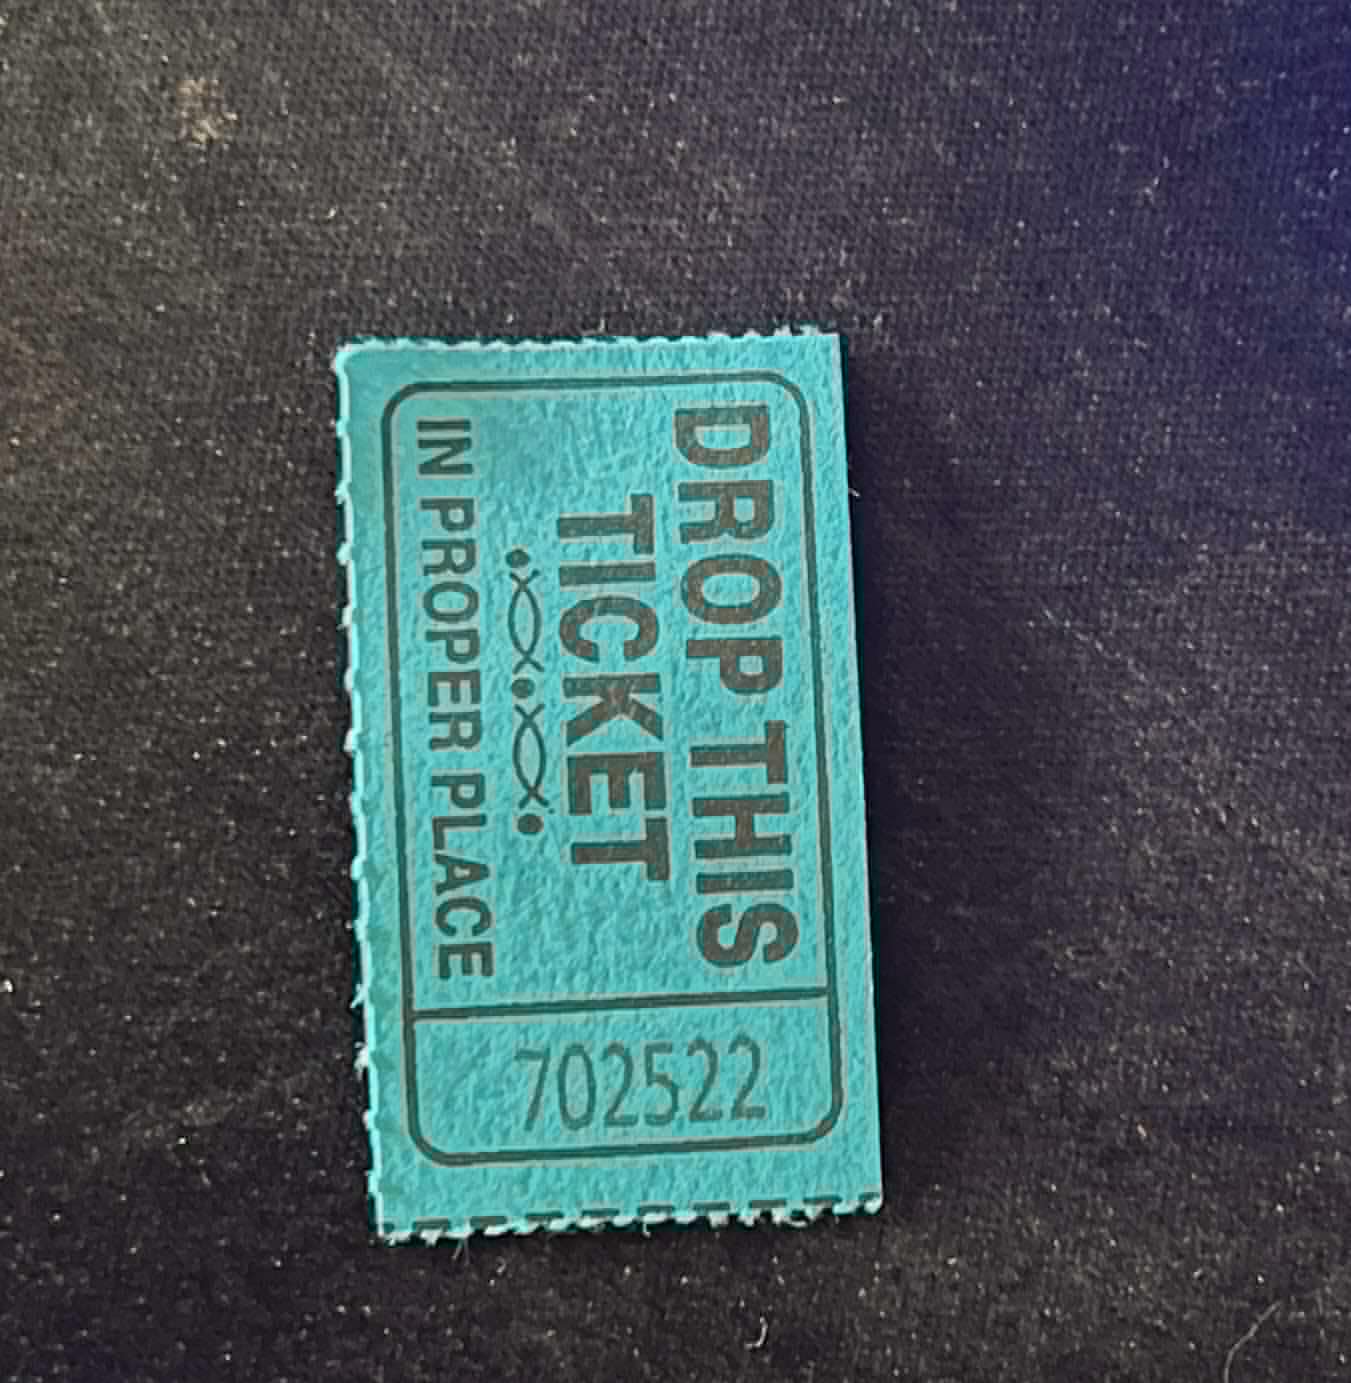 DROP THIS
TICKET
IN PROPER PLACE
702522